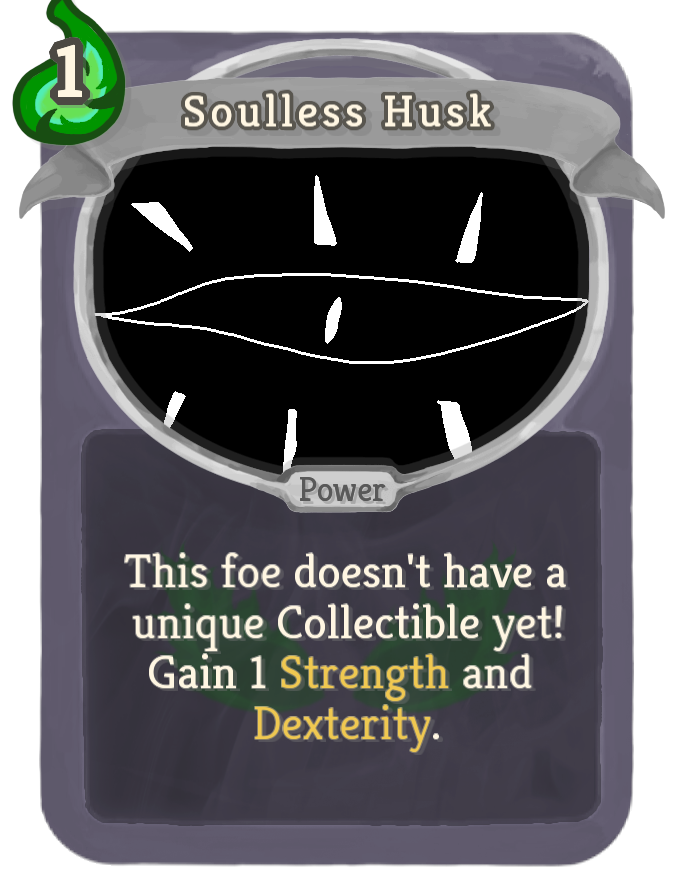 1
Soulless Husk
Power
This foe doesn't have a
unique Collectible yet!
Gain 1 Strength and
Dexterity.